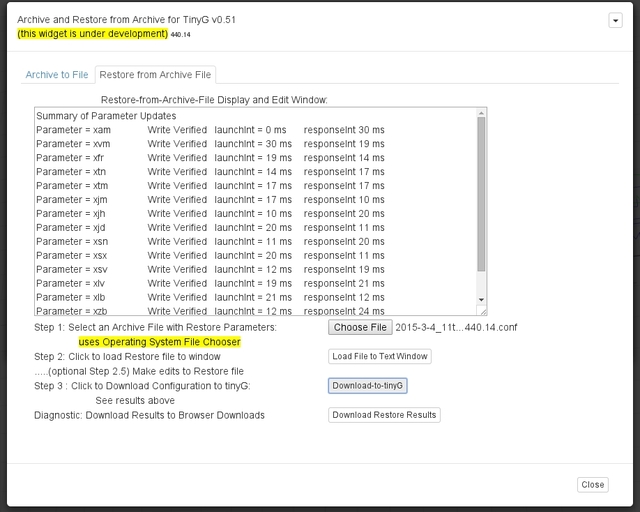 Archive and Restore from Archive for TinyG v0.51
(this widget is under development) 440.14
Archive to File Restore from Archive File
Restore-from-Archive-File Display and Edit Window:
Summary of Parameter Updates
Parameter = xam Write Verified launchInt = 0 ms responseInt 30 ms
Parameter = xvm Write Verified launchInt = 30 ms responseInt 19 ms
Parameter = xfr Write Verified launchInt = 19 ms responseInt 14 ms
Parameter = xtn Write Verified launchInt = 14 ms responseInt 17 ms
Parameter = xtm Write Verified launchInt = 17 ms responseInt 17 ms
Parameter = xjm Write Verified launchInt = 17 ms responseInt 10 ms
Parameter = xjh Write Verified launchInt = 10 ms responseInt 20 ms
Parameter = xjd Write Verified launchInt = 20 ms responseInt 11 ms
Parameter = xsn Write Verified launchInt = 11 ms responseInt 20 ms
Parameter = xsx Write Verified launchInt = 20 ms responseInt 11 ms
Parameter = xsv Write Verified launchInt = 12 ms responseInt 19 ms
Parameter = xlv Write Verified launchInt = 19 ms responseInt 21 ms
Parameter = xlb Write Verified launchInt = 21 ms responseInt 12 ms
Parameter = xzb Write Verified launchInt = 12 ms responseInt 24 ms
Step 1: Select an Archive File with Restore Parameters: Choose File 2015-3-4_11t...440.14.conf
uses Operating System File Chooser
Step 2: Click to load Restore file to window Load File To Text Window
.....(optional Step 2.5) Make edits to Restore file
Step 3 : Click to Download Configuration to tinyG: Download-to-tinyG
See results above
Diagnostic: Download Results to Browser Downloads Download Restore Results
Close